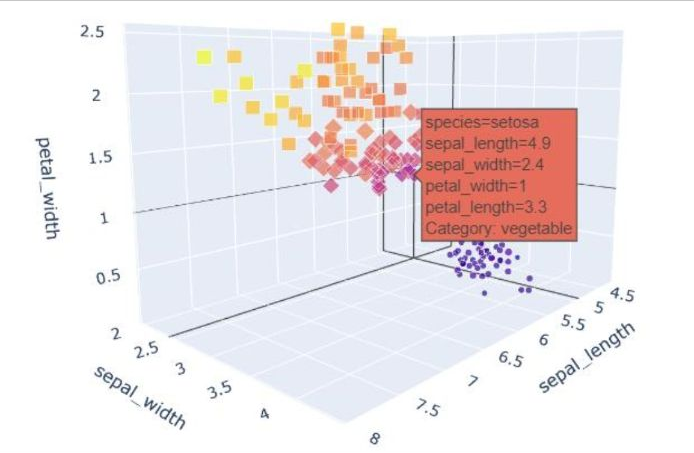 2.5
2
1.5
1
0.5
petal_width
species=setosa
sepal_length=4.9
sepal_width=2.4
petal_width=1
petal_length=3.3
Category: vegetable
2
2.5
3
3.5
4
sepal_width
4.5
5
5.5
6
6.5
7
7.5
8
sepal_length